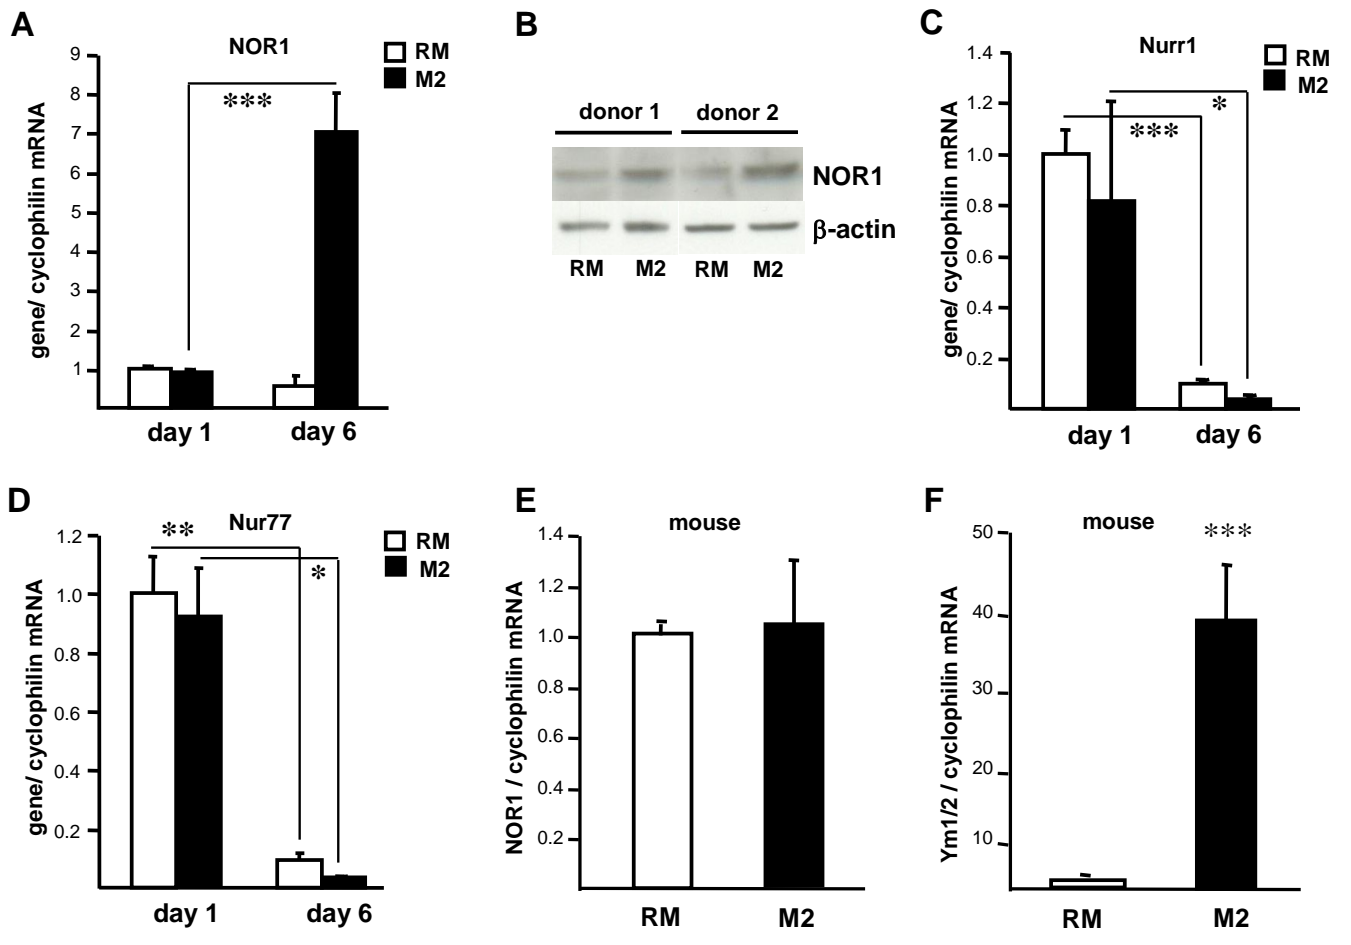 A
NOR1
RM
M2
***
gene/ cyclophilin mRNA
9
8
7
6
5
4
3
2
1
day 1 day 6
B
donor 1 donor 2
NOR1
β-actin
RM M2 RM M2
C
Nurr1
RM
M2
*
***
gene/ cyclophilin mRNA
1.4
1.2
1.0
0.8
0.6
0.4
0.2
day 1 day 6
D
Nur77
RM
M2
**
*
gene/ cyclophilin mRNA
1.2
1.0
0.8
0.6
0.4
0.2
day 1 day 6
E
mouse
NOR1 / cyclophilin mRNA
1.4
1.2
1.0
0.8
0.6
0.4
0.2
RM M2
F
mouse
***
Ym1/2 / cyclophilin mRNA
50
40
30
20
10
RM M2